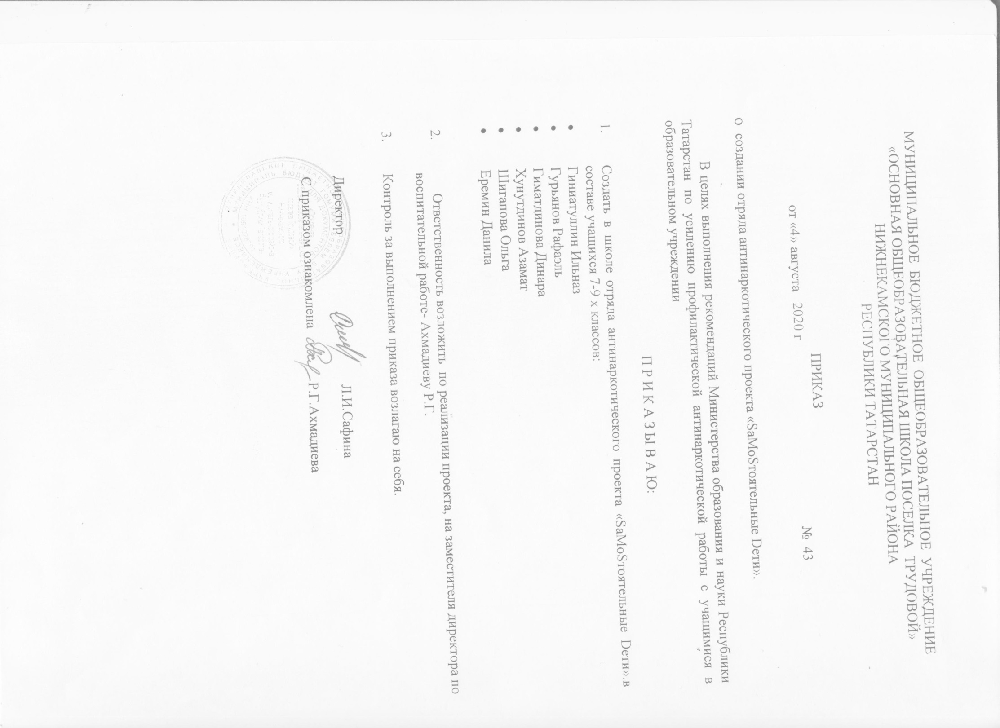 МУНИЦИПАЛЬНОЕ БЮДЖЕТНОЕ ОБЩЕОБРАЗОВАТЕЛЬНОЕ УЧРЕЖДЕНИЕ
«ОСНОВНАЯ ОБЩЕОБРАЗОВАТЕЛЬНАЯ ШКОЛА ПОСЕЛКА ТРУДОВОЙ»
НИЖНЕКАМСКОГО МУНИЦИПАЛЬНОГО РАЙОНА
РЕСПУБЛИКИ ТАТАРСТАН
ПРИКАЗ
от «4» августа 2020 г № 43
о создании отряда антинаркотического проекта «SаМоSтоятельные Dети».
В целях выполнения рекомендаций Министерства образования и науки Республики
Татарстан по усилению профилактической антинаркотической работы с учащимися в
образовательном учреждении
П Р И К А З Ы В А Ю:
1. Создать в школе отряда антинаркотического проекта «SаМоSтоятельные Dети».в
составе учащихся 7-9 х классов:
• Гиниатуллин Ильназ
• Гурьянов Рафаэль
• Гиматдинова Динара
• Хунутдинов Азамат
• Шигапова Ольга
• Еремин Данила
2. Ответственность возложить по реализации проекта, на заместителя директора по
воспитательной работе- Ахмадиеву Р.Г.
3. Контроль за выполнением приказа возлагаю на себя.
Директор Л.И.Сафина
С приказом ознакомлена Р.Г.Ахмадиева
ДЛЯ ДОКУМЕНТОВ